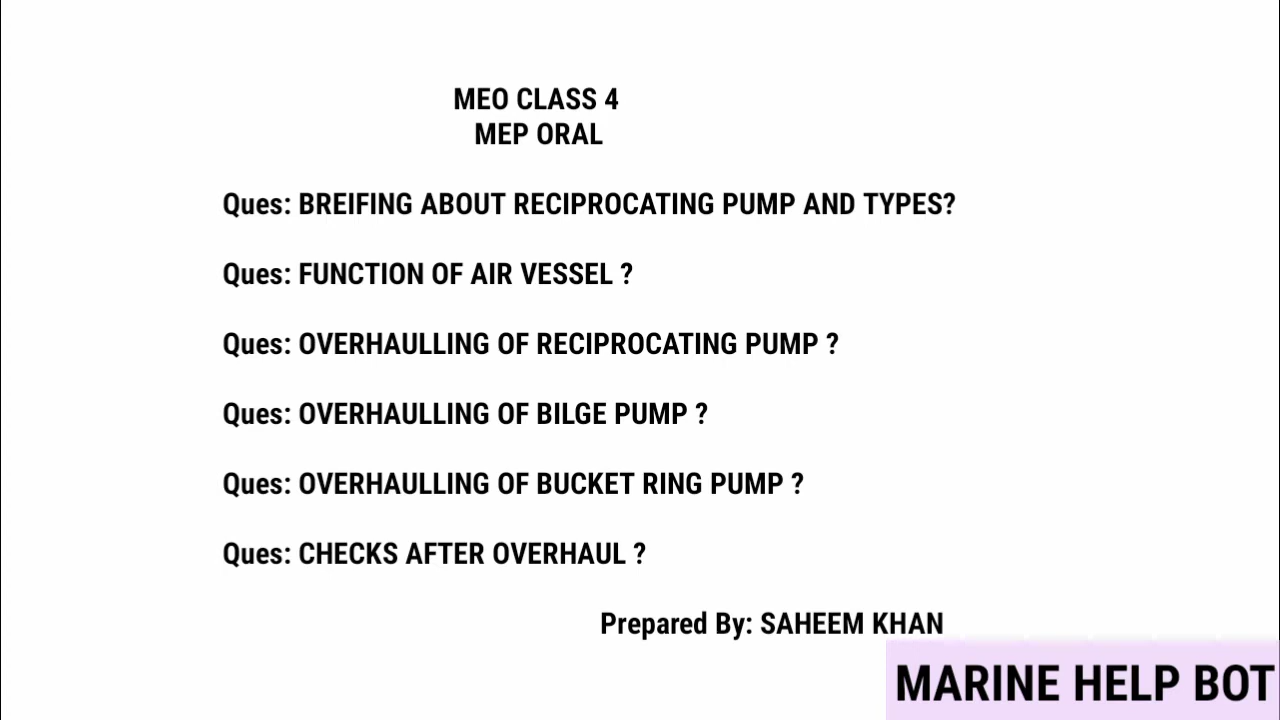 MEO CLASS 4
MEP ORAL
Ques: BREIFING ABOUT RECIPROCATING PUMP AND TYPES?
Ques: FUNCTION OF AIR VESSEL ?
Ques: OVERHAULLING OF RECIPROCATING PUMP ?
Ques: OVERHAULLING OF BILGE PUMP ?
Ques: OVERHAULLING OF BUCKET RING PUMP ?
Ques: CHECKS AFTER OVERHAUL ?
Prepared By: SAHEEM KHAN
MARINE HELP BOT